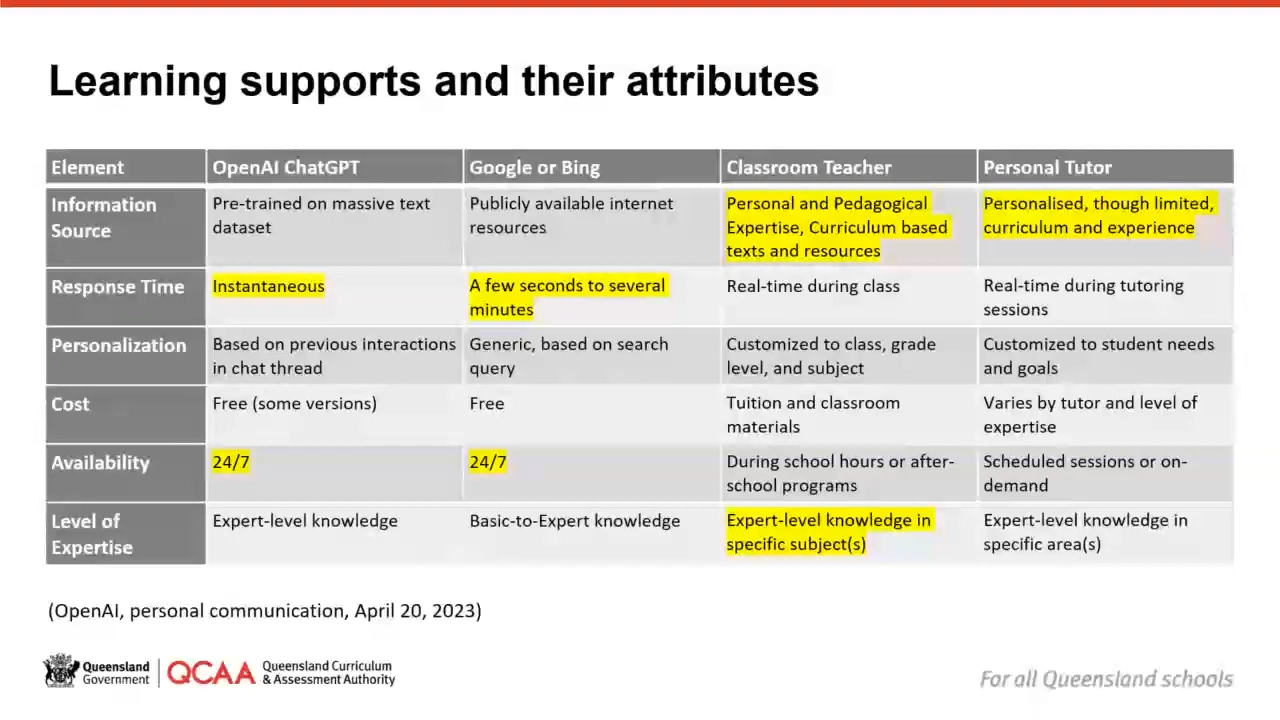 Learning supports and their attributes
Element
OpenAI ChatGPT
Google or Bing
Classroom Teacher
Personal Tutor
Information
Source
Pre-trained on massive text
dataset
Publicly available internet
resources
Personal and Pedagogical
Expertise, Curriculum based
texts and resources
Personalised, though limited,
curriculum and experience
Response Time
Instantaneous
A few seconds to several
minutes
Real-time during class
Real-time during tutoring
sessions
Personalization
Based on previous interactions
in chat thread
Generic, based on search
query
Customized to class, grade
level, and subject
Customized to student needs
and goals
Cost
Free (some versions)
Free
Tuition and classroom
materials
Varies by tutor and level of
expertise
Availability
24/7
24/7
During school hours or after-
school programs
Scheduled sessions or on-
demand
Level of
Expertise
Expert-level knowledge
Basic-to-Expert knowledge
Expert-level knowledge in
specific subject(s)
Expert-level knowledge in
specific area(s)
(OpenAI, personal communication, April 20, 2023)
Queensland
Government
QCAA
Queensland Curriculum
& Assessment Authority
For all Queensland schools